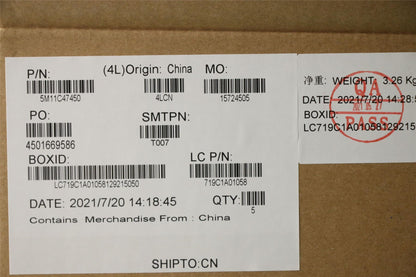 P/N: (4L)Origin: China MO:
5M11C47450 4LCN 15724505
PO: SMTPN:
4501669586 T007
BOXID: LC P/N:
LC719C1A01058129215050 719C1A01058
DATE: 2021/7/20 14:18:45 QTY:
5
Contains Merchandise From : China
SHIPTO:CN
净重: WEIGHT: 3.26 Kg
QA
DATE: 2021/7/20 14:28:5
PASS
BOXID:
LC719C1A01058129215